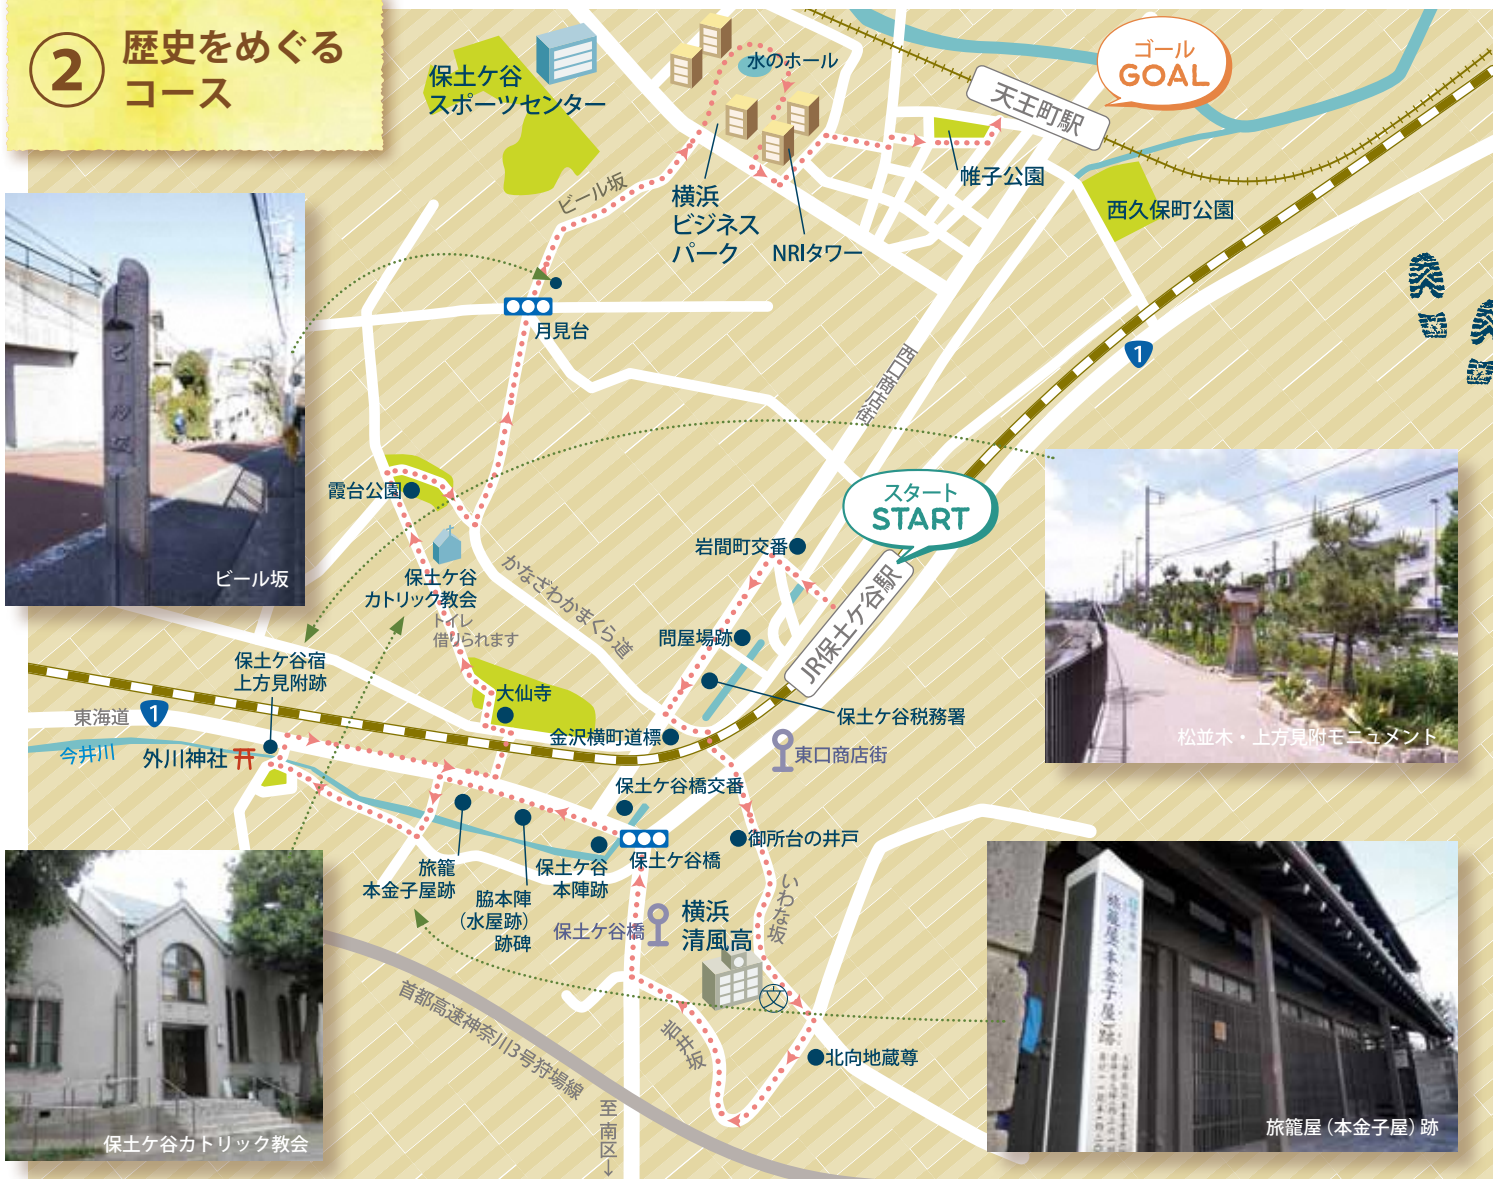 ② 歴史をめぐる
コース
保土ケ谷
スポーツセンター
水のホール
ゴール
GOAL
天王町駅
帷子公園
西久保町公園
ビール坂
横浜
ビジネス
パーク
NRIタワー
月見台
1
西口商店街
ビール坂
ビール坂
霞台公園
スタート
START
岩間町交番
JR保土ケ谷駅
保土ケ谷
カトリック教会
トイレ
借りられます
かなざわかまくら道
問屋場跡
保土ケ谷税務署
保土ケ谷宿
上方見附跡
大仙寺
東海道
1
今井川
外川神社
金沢横町道標
東口商店街
松並木・上方見附モニュメント
保土ケ谷橋交番
御所台の井戸
保土ケ谷橋
旅籠
本金子屋跡
脇本陣
(水屋跡)
跡碑
保土ケ谷
本陣跡
いわな坂
保土ケ谷橋
横浜
清風高
文
首都高速神奈川3号狩場線
岩井坂
北向地蔵尊
至南区↓
保土ケ谷カトリック教会
旅籠屋(本金子屋)跡
旅籠屋(本金子屋)跡